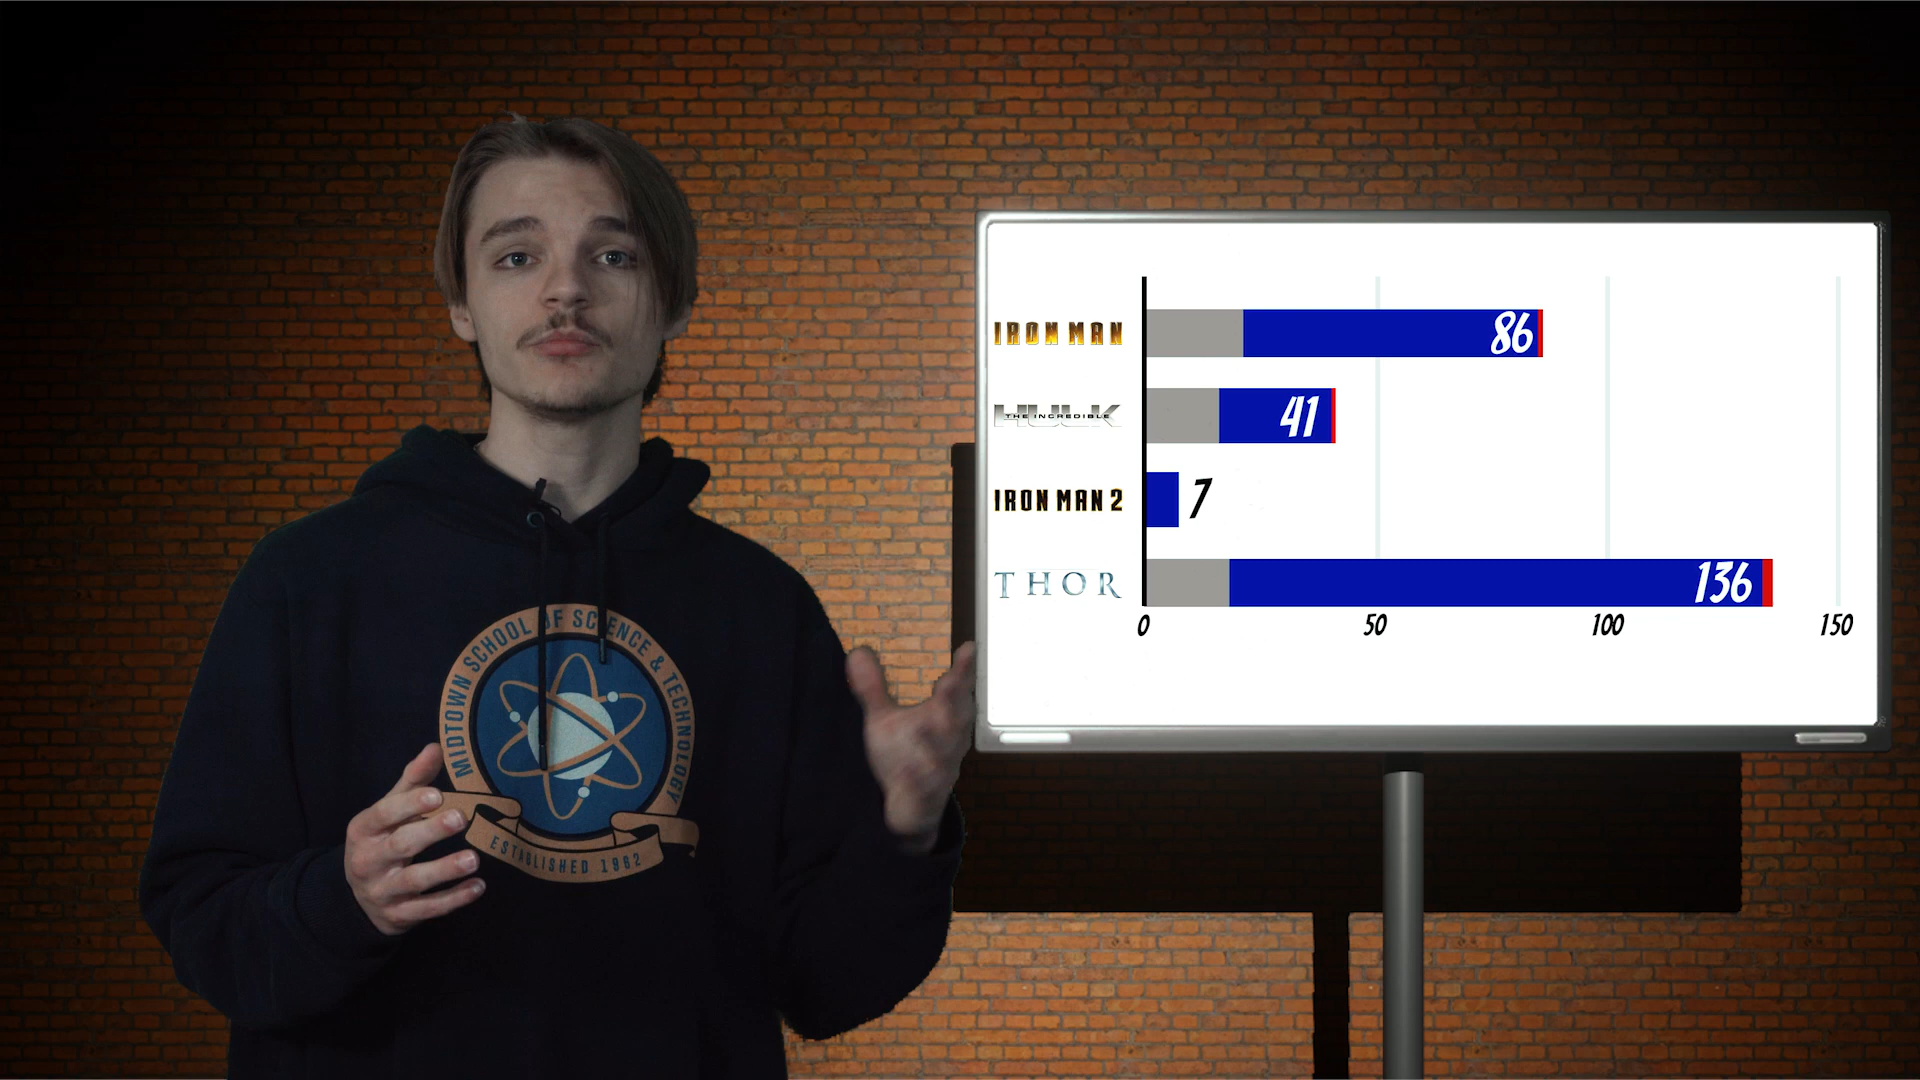 MIDTOWN SCHOOL OF SCIENCE & TECHNOLOGY
ESTABLISHED 1962
IRON MAN
86
THE INCREDIBLE
HULK
41
IRON MAN 2
7
THOR
136
0 50 100 150